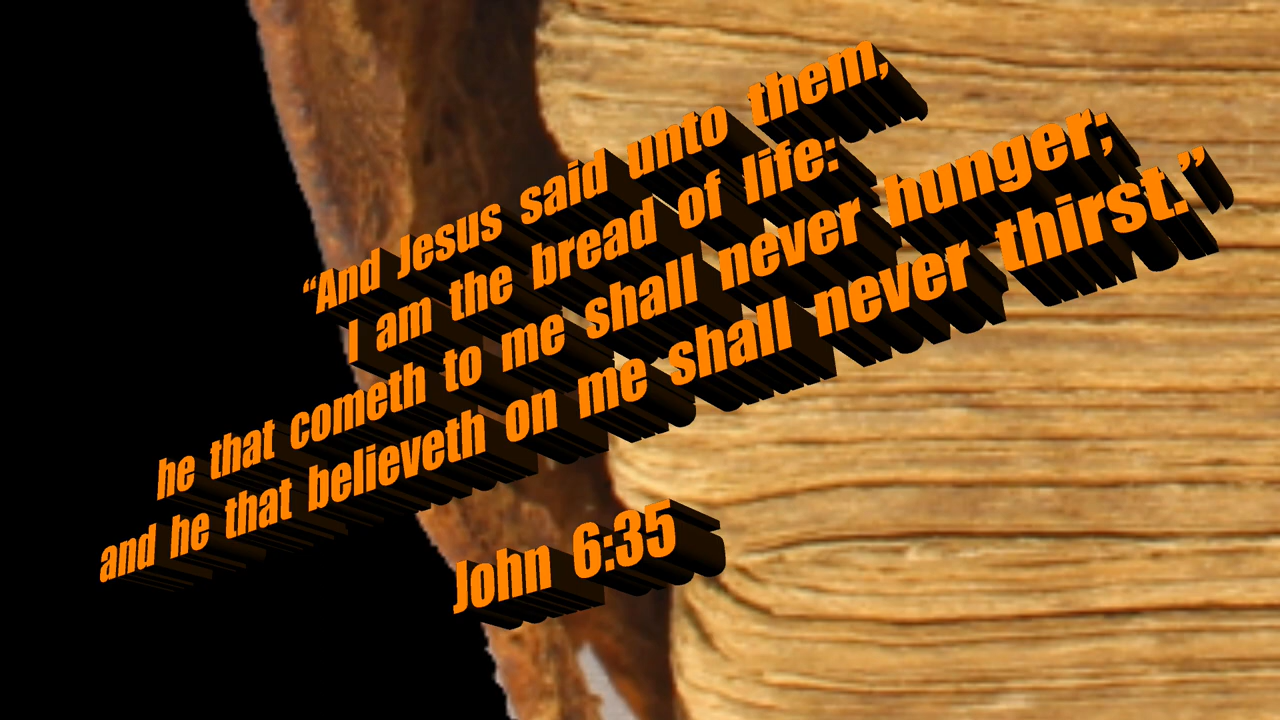 “And Jesus said unto them,
I am the bread of life:
he that cometh to me shall never hunger;
and he that believeth on me shall never thirst.”
John 6:35